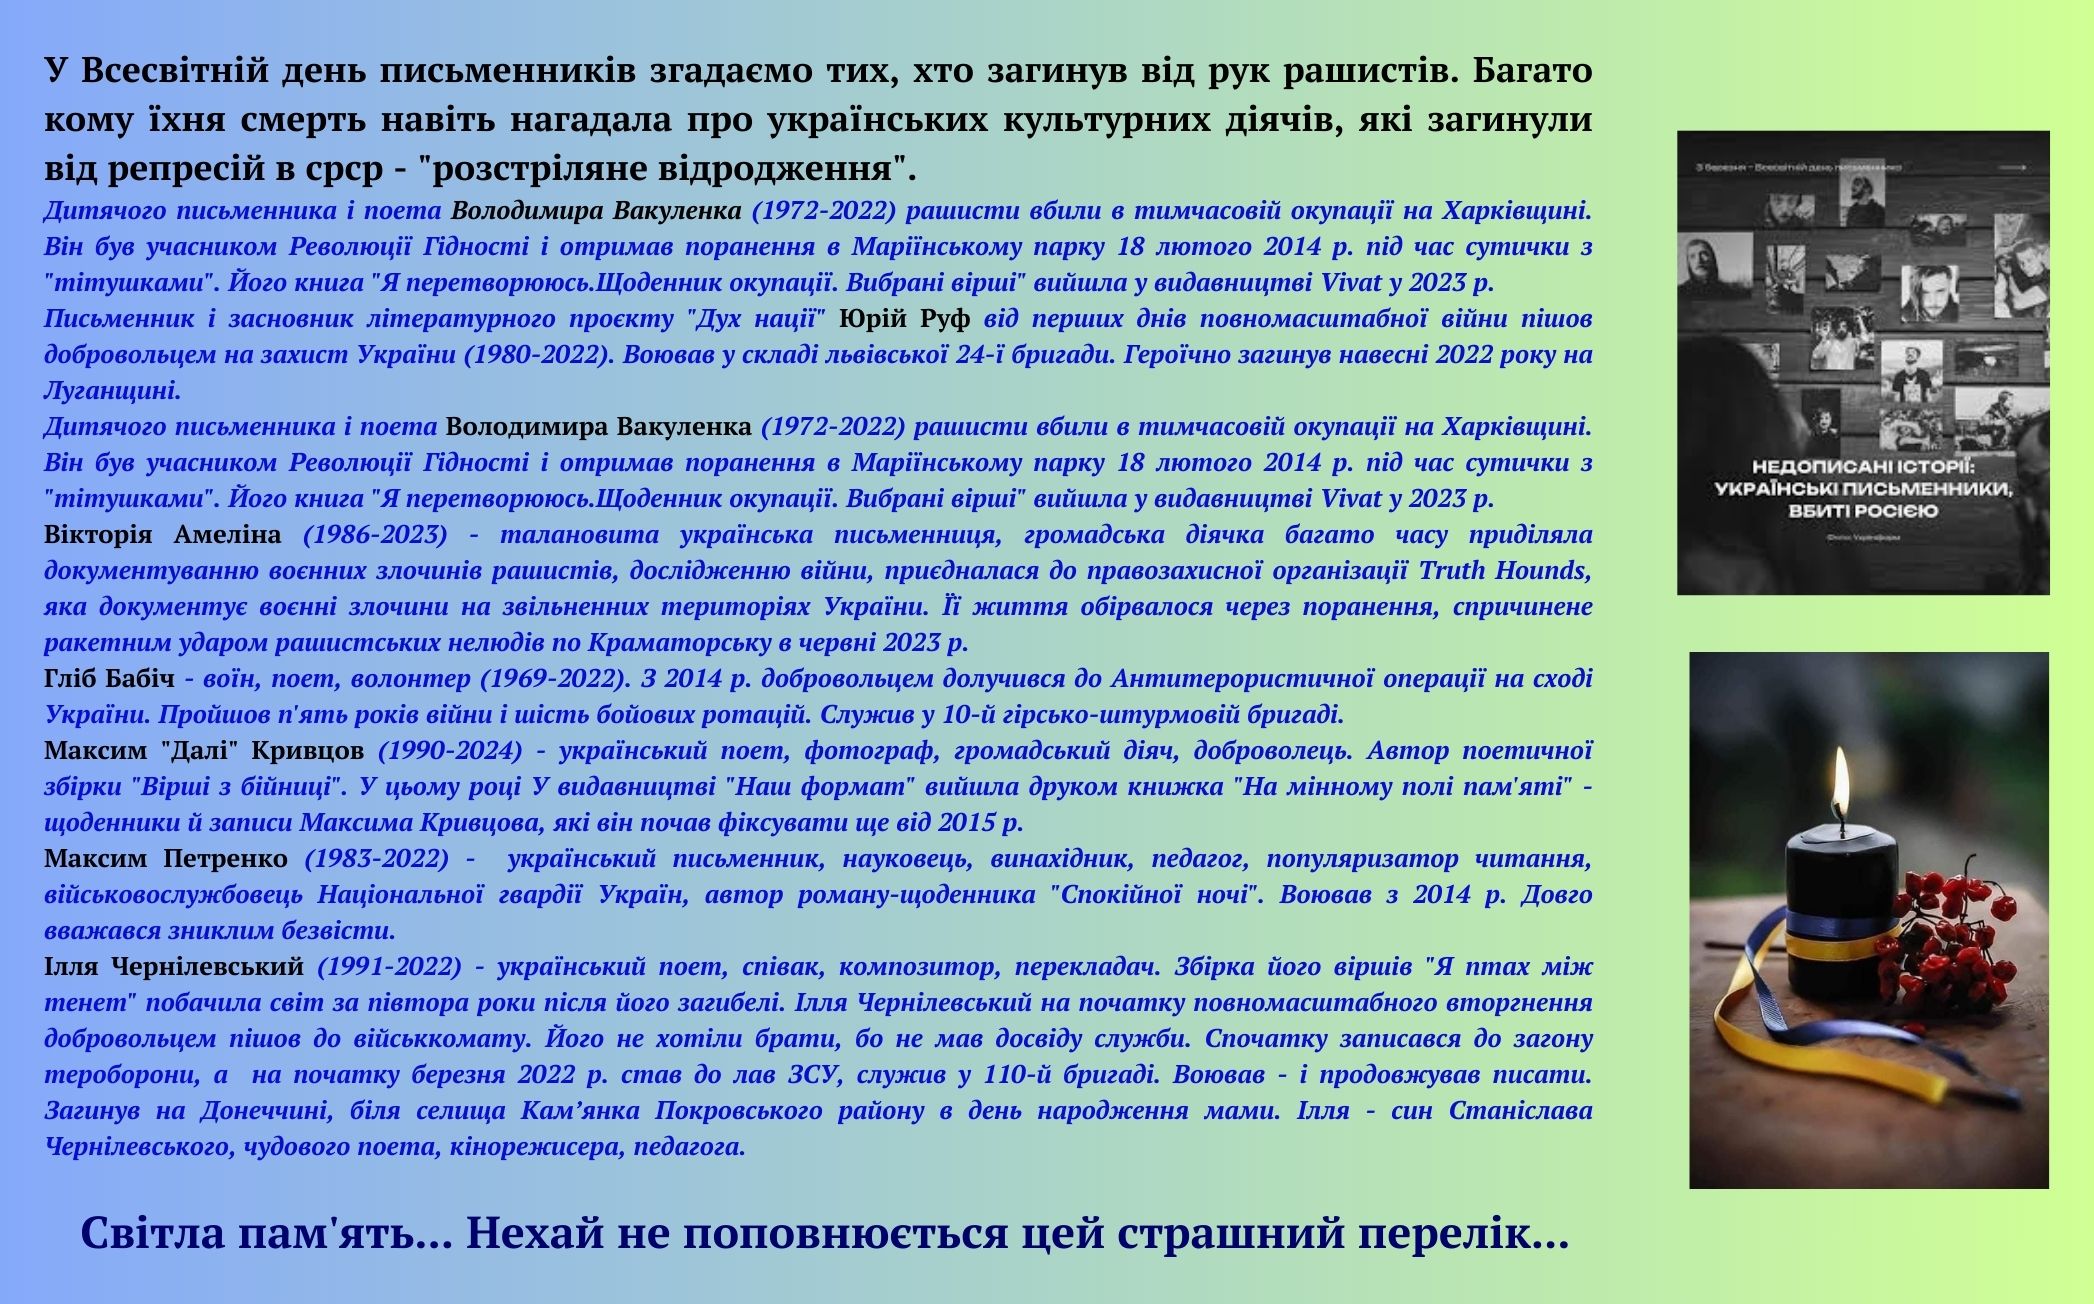 У Всесвітній день письменників згадаємо тих, хто загинув від рук рашистів. Багато
кому їхня смерть навіть нагадала про українських культурних діячів, які загинули
від репресій в срср - "розстріляне відродження".
Дитячого письменника і поета Володимира Вакуленка (1972-2022) рашисти вбили в тимчасовій окупації на Харківщині.
Він був учасником Революції Гідності і отримав поранення в Маріїнському парку 18 лютого 2014 р. під час сутички з
"тітушками". Його книга "Я перетворююсь.Щоденник окупації. Вибрані вірші" вийшла у видавництві Vivat у 2023 р.
Письменник і засновник літературного проєкту "Дух нації" Юрій Руф від перших днів повномасштабної війни пішов
добровольцем на захист України (1980-2022). Воював у складі львівської 24-ї бригади. Героїчно загинув навесні 2022 року на
Луганщині.
Дитячого письменника і поета Володимира Вакуленка (1972-2022) рашисти вбили в тимчасовій окупації на Харківщині.
Він був учасником Революції Гідності і отримав поранення в Маріїнському парку 18 лютого 2014 р. під час сутички з
"тітушками". Його книга "Я перетворююсь.Щоденник окупації. Вибрані вірші" вийшла у видавництві Vivat у 2023 р.
Вікторія Амеліна (1986-2023) - талановита українська письменниця, громадська діячка багато часу приділяла
документуванню воєнних злочинів рашистів, дослідженню війни, приєдналася до правозахисної організації Truth Hounds,
яка документує воєнні злочини на звільненних територіях України. Її життя обірвалося через поранення, спричинене
ракетним ударом рашистських нелюдів по Краматорську в червні 2023 р.
Гліб Бабіч - воїн, поет, волонтер (1969-2022). З 2014 р. добровольцем долучився до Антитерористичної операції на сході
України. Пройшов п'ять років війни і шість бойових ротацій. Служив у 10-й гірсько-штурмовій бригаді.
Максим "Далі" Кривцов (1990-2024) - український поет, фотограф, громадський діяч, доброволець. Автор поетичної
збірки "Вірші з бійниці". У цьому році У видавництві "Наш формат" вийшла друком книжка "На мінному полі пам'яті" -
щоденники й записи Максима Кривцова, які він почав фіксувати ще від 2015 р.
Максим Петренко (1983-2022) - український письменник, науковець, винахідник, педагог, популяризатор читання,
військовослужбовець Національної гвардії Україн, автор роману-щоденника "Спокійної ночі". Воював з 2014 р. Довго
вважався зниклим безвісти.
Ілля Чернілевський (1991-2022) - український поет, співак, композитор, перекладач. Збірка його віршів "Я птах між
тенет" побачила світ за півтора роки після його загибелі. Ілля Чернілевський на початку повномасштабного вторгнення
добровольцем пішов до військкомату. Його не хотіли брати, бо не мав досвіду служби. Спочатку записався до загону
тероборони, а на початку березня 2022 р. став до лав ЗСУ, служив у 110-й бригаді. Воював - і продовжував писати.
Загинув на Донеччині, біля селища Кам’янка Покровського району в день народження мами. Ілля - син Станіслава
Чернілевського, чудового поета, кінорежисера, педагога.
Світла пам'ять... Нехай не поповнюється цей страшний перелік...
3 березня – Всесвітній день письменника
НЕДОПИСАНІ ІСТОРІЇ:
УКРАЇНСЬКІ ПИСЬМЕННИКИ,
ВБИТІ РОСІЄЮ